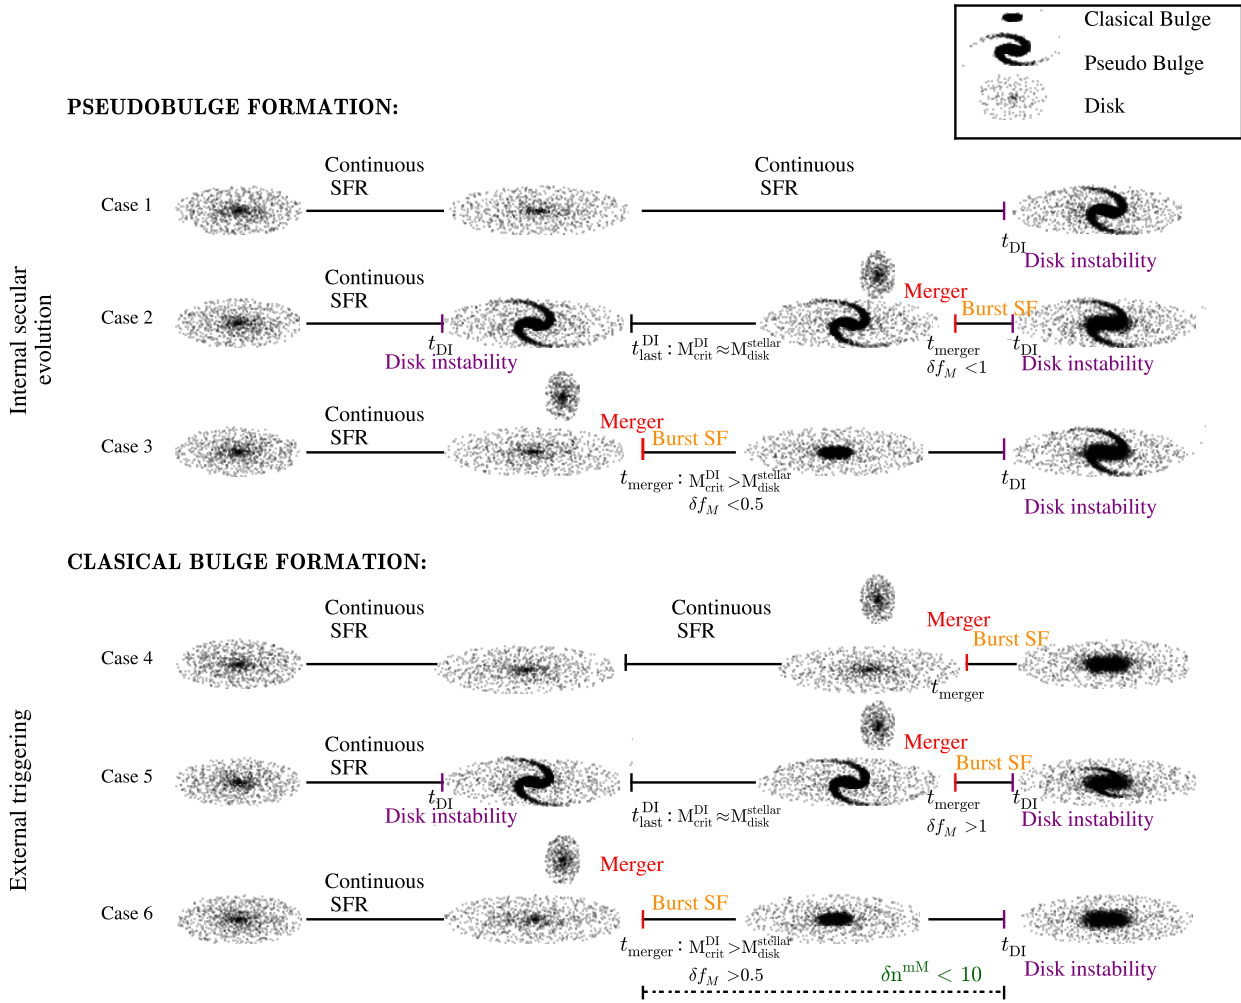 Clasical Bulge
Pseudo Bulge
Disk
PSEUDOBULGE FORMATION:
Internal secular
evolution
Case 1
Continuous
SFR
Continuous
SFR
t_DI
Disk instability
Case 2
Continuous
SFR
t_DI
Disk instability
t_last^DI : M_crit^DI ≈ M_disk^stellar
Merger
Burst SF
t_merger
δf_M <1
t_DI
Disk instability
Case 3
Continuous
SFR
Merger
Burst SF
t_merger : M_crit^DI > M_disk^stellar
δf_M <0.5
t_DI
Disk instability
CLASICAL BULGE FORMATION:
External triggering
Case 4
Continuous
SFR
Continuous
SFR
Merger
Burst SF
t_merger
Case 5
Continuous
SFR
t_DI
Disk instability
t_last^DI : M_crit^DI ≈ M_disk^stellar
Merger
Burst SF
t_merger
δf_M >1
t_DI
Disk instability
Case 6
Continuous
SFR
Merger
Burst SF
t_merger : M_crit^DI > M_disk^stellar
δf_M >0.5
δn^mM < 10
t_DI
Disk instability